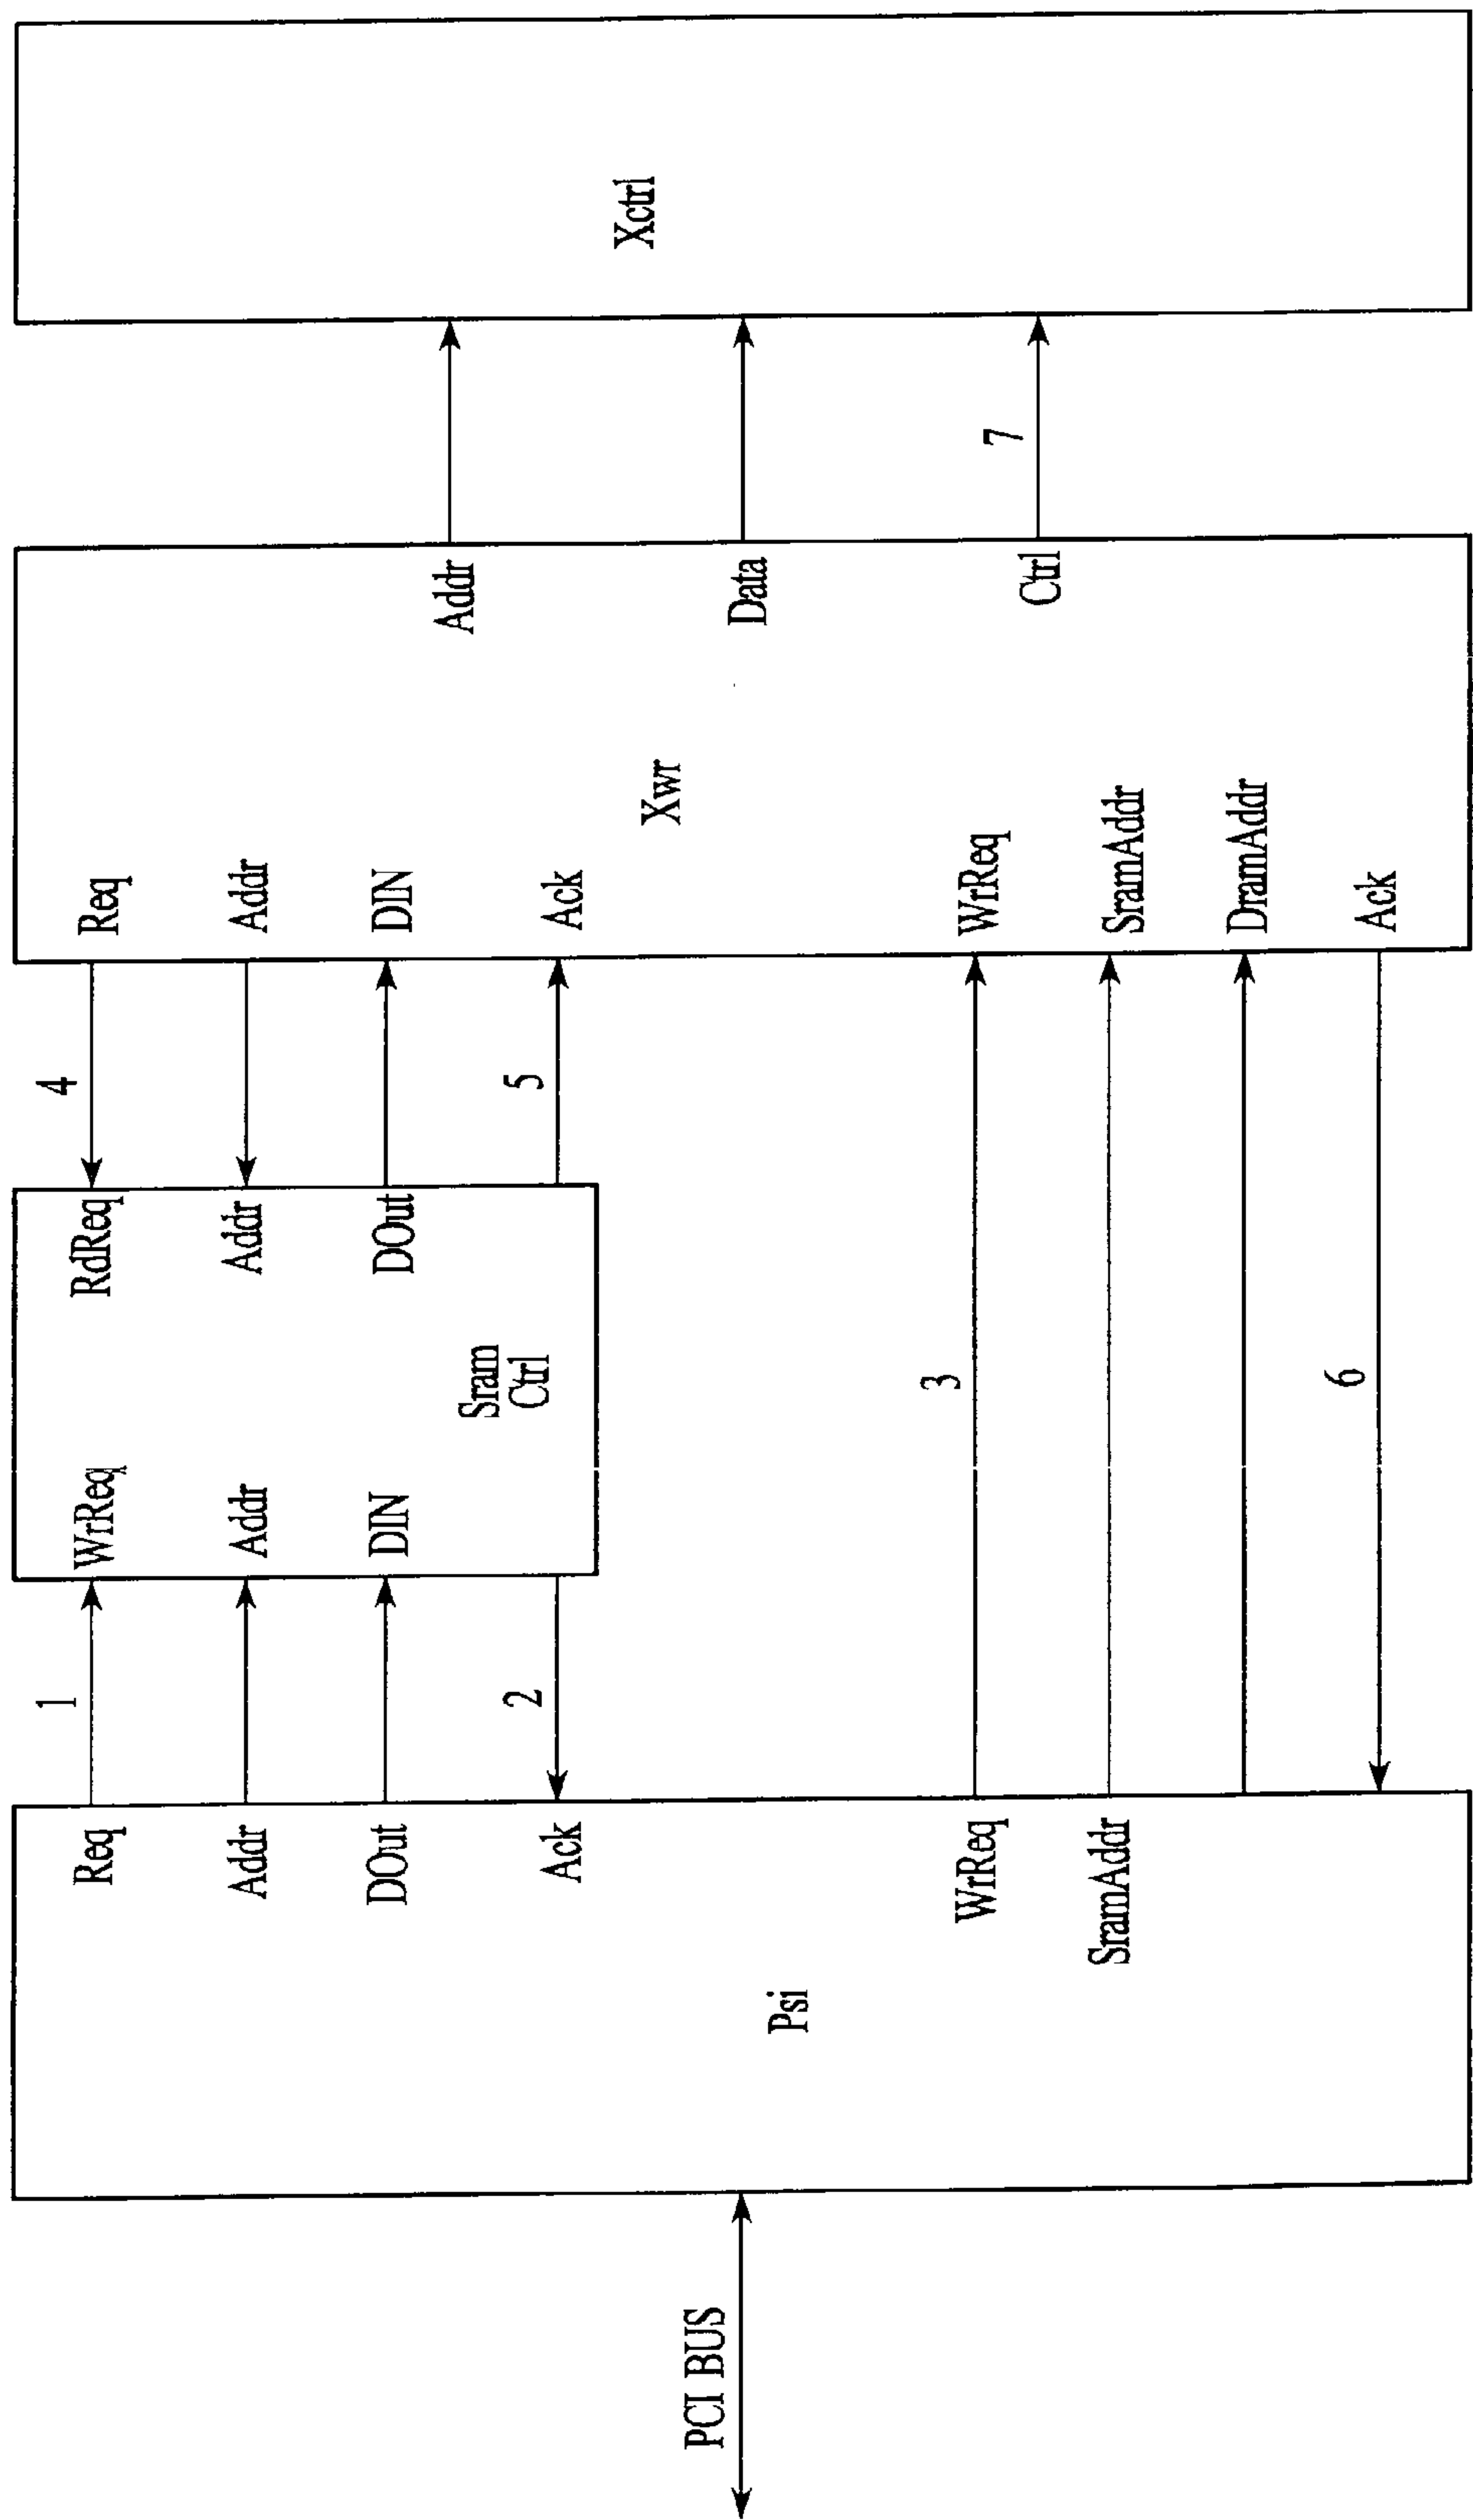 PCI BUS
Req
Addr
DOut
Ack
Psi
WrReq
SramAddr
1
2
WrReq
Addr
DIN
Sram
Ctrl
RdReq
Addr
DOut
3
6
4
5
Req
Addr
DIN
Ack
Xwr
WrReq
SramAddr
DramAddr
Ack
Addr
Data
Ctrl
7
Xctrl